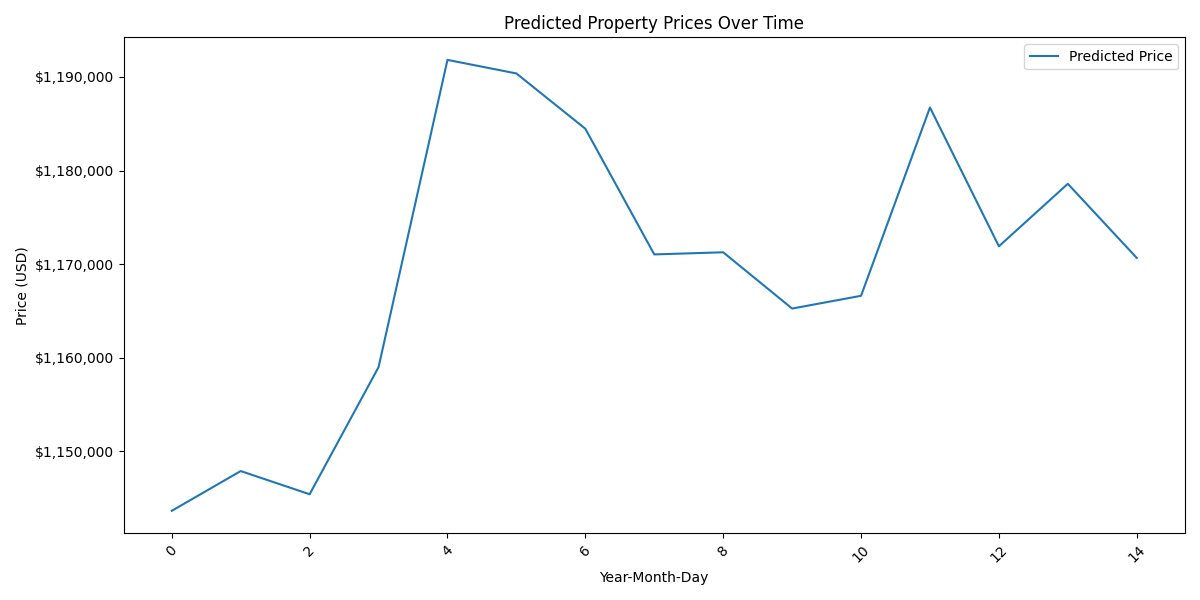 Predicted Property Prices Over Time
Predicted Price
$1,190,000
$1,180,000
$1,170,000
$1,160,000
$1,150,000
Price (USD)
0 2 4 6 8 10 12 14
Year-Month-Day